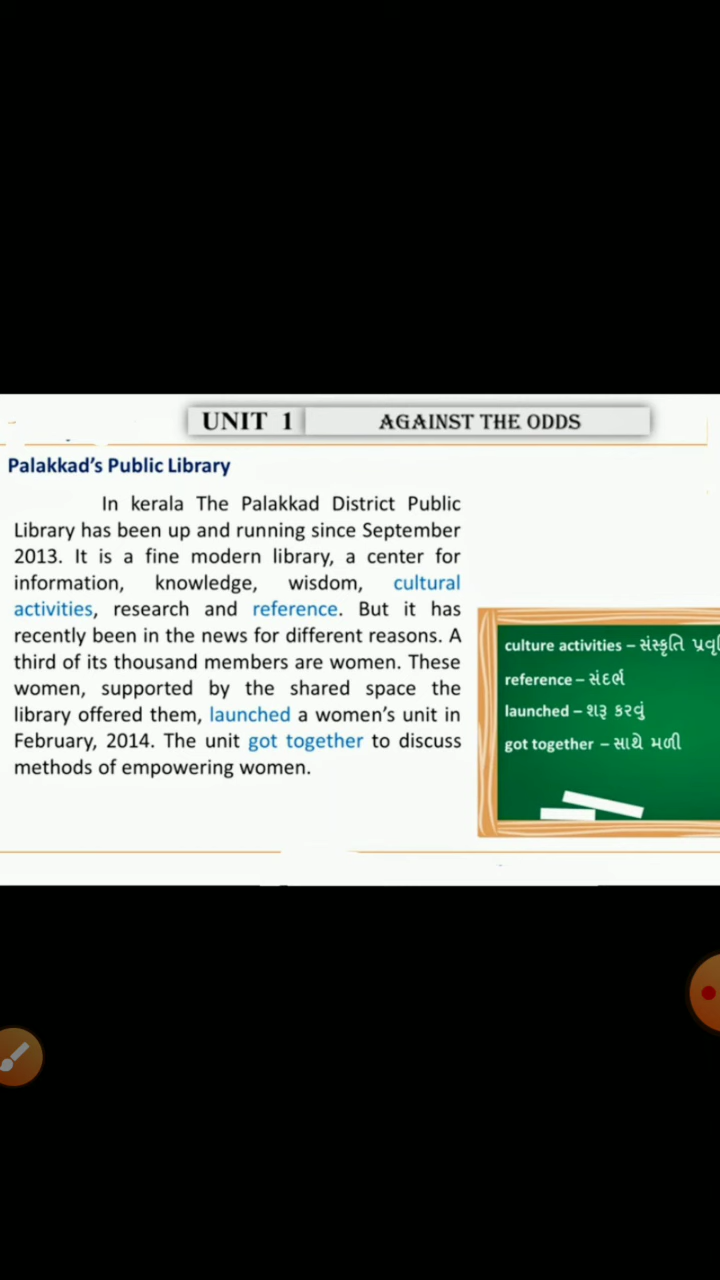 UNIT 1 AGAINST THE ODDS
Palakkad's Public Library
In kerala The Palakkad District Public
Library has been up and running since September
2013. It is a fine modern library, a center for
information, knowledge, wisdom, cultural
activities, research and reference. But it has
recently been in the news for different reasons. A
third of its thousand members are women. These
women, supported by the shared space the
library offered them, launched a women's unit in
February, 2014. The unit got together to discuss
methods of empowering women.
culture activities – સંસ્કૃતિ
reference – સંદર્ભ
launched – શરૂ કરવું
got together – સાથે મળી